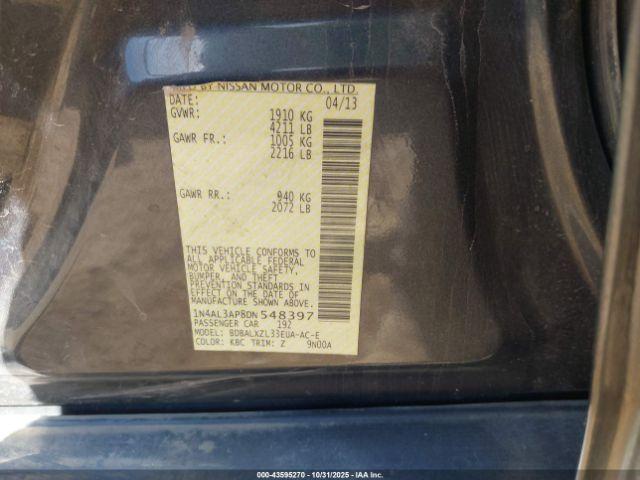 MFD BY NISSAN MOTOR CO., LTD.
DATE: 04/13
GVWR: 1910 KG
4211 LB
GAWR FR.: 1005 KG
2216 LB
GAWR RR.: 940 KG
2072 LB
THIS VEHICLE CONFORMS TO
ALL APPLICABLE FEDERAL
MOTOR VEHICLE SAFETY,
BUMPER, AND THEFT
PREVENTION STANDARDS IN
EFFECT ON THE DATE OF
MANUFACTURE SHOWN ABOVE.
1N4AL3AP8DN548397
PASSENGER CAR 192
MODEL: BDBALXZL33EUA-AC-E
COLOR: KBC TRIM: Z 9N00A
© 43595270 - 10/31/2025 - IAA Inc.